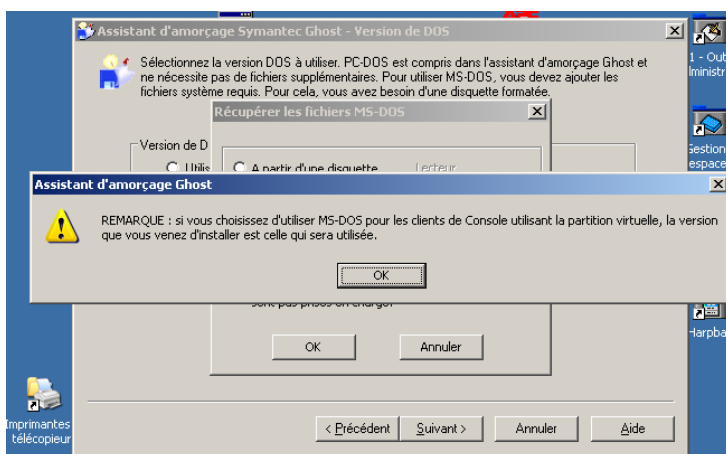 Assistant d'amorçage Symantec Ghost - Version de DOS
Sélectionnez la version DOS à utiliser. PC-DOS est compris dans l'assistant d'amorçage Ghost et
ne nécessite pas de fichiers supplémentaires. Pour utiliser MS-DOS, vous devez ajouter les
fichiers système requis. Pour cela, vous avez besoin d'une disquette formatée.
Récupérer les fichiers MS-DOS
Version de D
Utilis
A partir d'une disquette
Lecteur
Assistant d'amorçage Ghost
REMARQUE : si vous choisissez d'utiliser MS-DOS pour les clients de Console utilisant la partition virtuelle, la version
que vous venez d'installer est celle qui sera utilisée.
OK
sont pas prises en charge.
OK
Annuler
< Précédent
Suivant >
Annuler
Aide
1 - Out
lministr
Gestion
espace
Harpba
Imprimantes
télécopieur